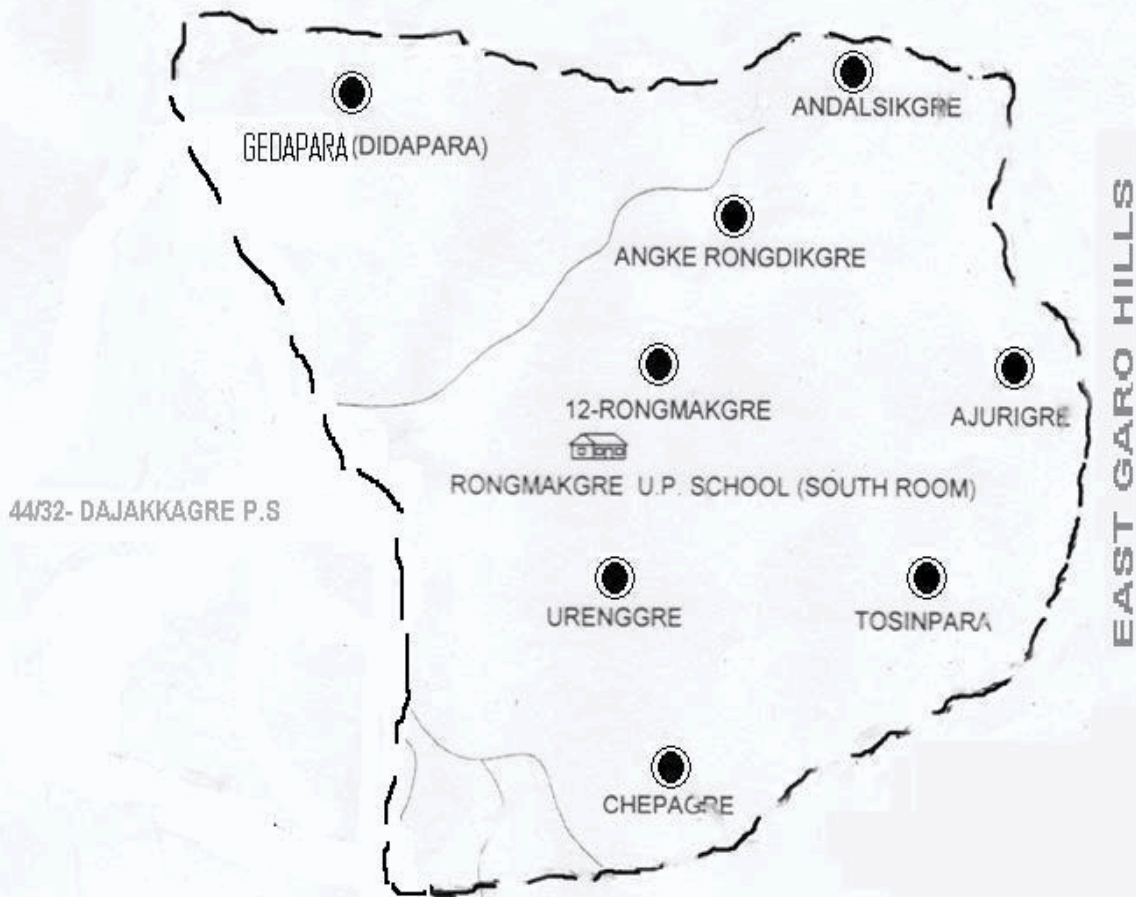 ANDALSIKGRE
GEDAPARA (DIDAPARA)
ANGKE RONGDIKGRE
12-RONGMAKGRE
AJURIGRE
RONGMAKGRE U.P. SCHOOL (SOUTH ROOM)
44/32- DAJAKKAGRE P.S
EAST GARO HILLS
URENGGRE
TOSINPARA
CHEPAGRE